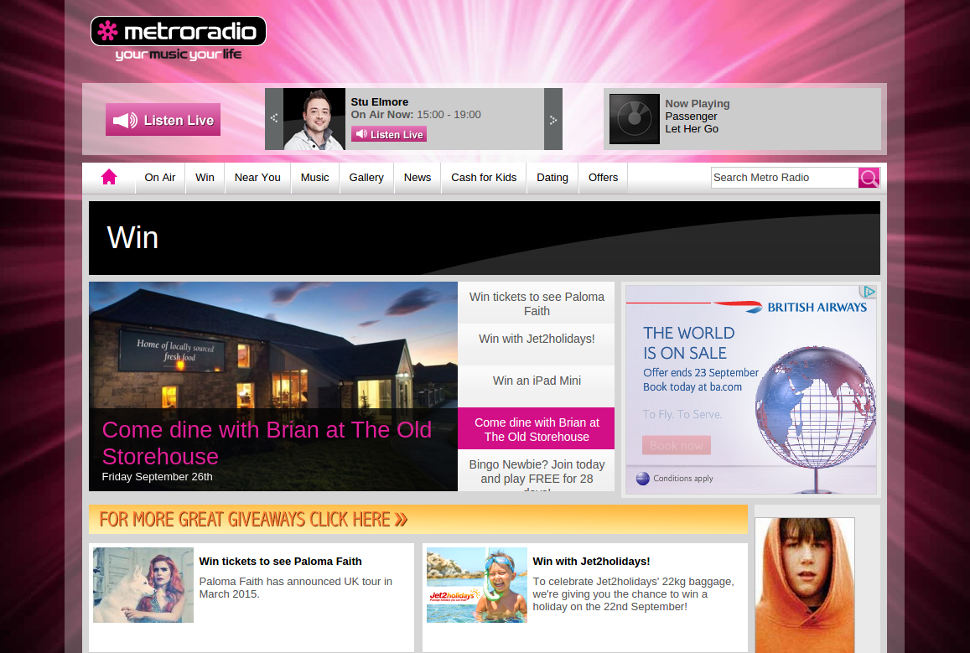 metroradio
your music your life
Listen Live
Stu Elmore
On Air Now: 15:00 - 19:00
Listen Live
Now Playing
Passenger
Let Her Go
On Air
Win
Near You
Music
Gallery
News
Cash for Kids
Dating
Offers
Search Metro Radio
Win
Home of locally sourced
fresh food
Come dine with Brian at The Old
Storehouse
Friday September 26th
Win tickets to see Paloma
Faith
Win with Jet2holidays!
Win an iPad Mini
Come dine with Brian at
The Old Storehouse
Bingo Newbie? Join today
and play FREE for 28
days!
BRITISH AIRWAYS
THE WORLD
IS ON SALE
Offer ends 23 September
Book today at ba.com
To Fly. To Serve.
Book now
Conditions apply
FOR MORE GREAT GIVEAWAYS CLICK HERE »
Win tickets to see Paloma Faith
Paloma Faith has announced UK tour in
March 2015.
Jet2holidays
Win with Jet2holidays!
To celebrate Jet2holidays' 22kg baggage,
we're giving you the chance to win a
holiday on the 22nd September!